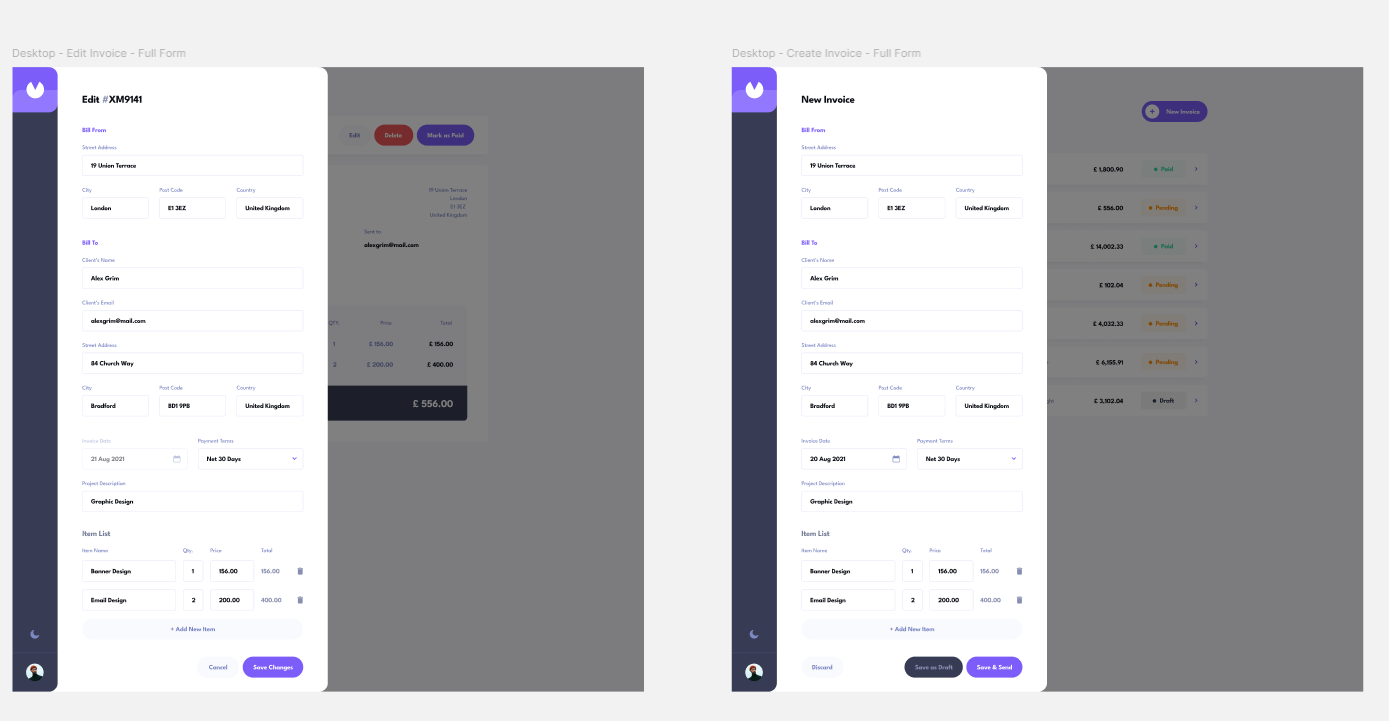 Desktop - Edit Invoice - Full Form
Edit #XM9141
Bill From
Street Address
19 Union Terrace
City Post Code Country
London E1 3EZ United Kingdom
Bill To
Client's Name
Alex Grim
Client's Email
alexgrim@mail.com
Street Address
84 Church Way
City Post Code Country
Bradford BD1 9PB United Kingdom
Invoice Date Payment Terms
21 Aug 2021 Net 30 Days
Project Description
Graphic Design
Item List
Item Name Qty. Price Total
Banner Design 1 156.00 156.00
Email Design 2 200.00 400.00
+ Add New Item
Cancel Save Changes
Edit Delete Mark as Paid
19 Union Terrace
London
E1 3EZ
United Kingdom
Sent to
alexgrim@mail.com
QTY. Price Total
1 £ 156.00 £ 156.00
2 £ 200.00 £ 400.00
£ 556.00
Desktop - Create Invoice - Full Form
New Invoice
Bill From
Street Address
19 Union Terrace
City Post Code Country
London E1 3EZ United Kingdom
Bill To
Client's Name
Alex Grim
Client's Email
alexgrim@mail.com
Street Address
84 Church Way
City Post Code Country
Bradford BD1 9PB United Kingdom
Invoice Date Payment Terms
20 Aug 2021 Net 30 Days
Project Description
Graphic Design
Item List
Item Name Qty. Price Total
Banner Design 1 156.00 156.00
Email Design 2 200.00 400.00
+ Add New Item
Discard Save as Draft Save & Send
+ New Invoice
£ 1,800.90 Paid
£ 556.00 Pending
£ 14,002.33 Paid
£ 102.04 Pending
£ 4,032.33 Pending
£ 6,155.91 Pending
£ 3,102.04 Draft